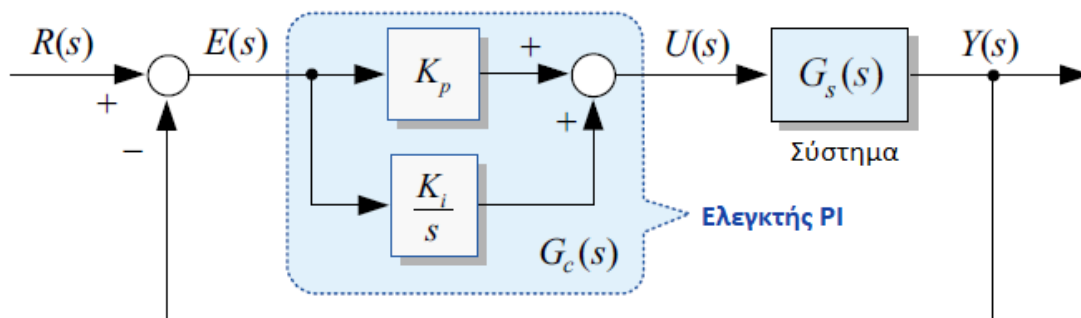 R(s)
E(s)
U(s)
Y(s)
+
−
K_p
+
+
K_i
s
G_s(s)
Σύστημα
Ελεγκτής PI
G_c(s)